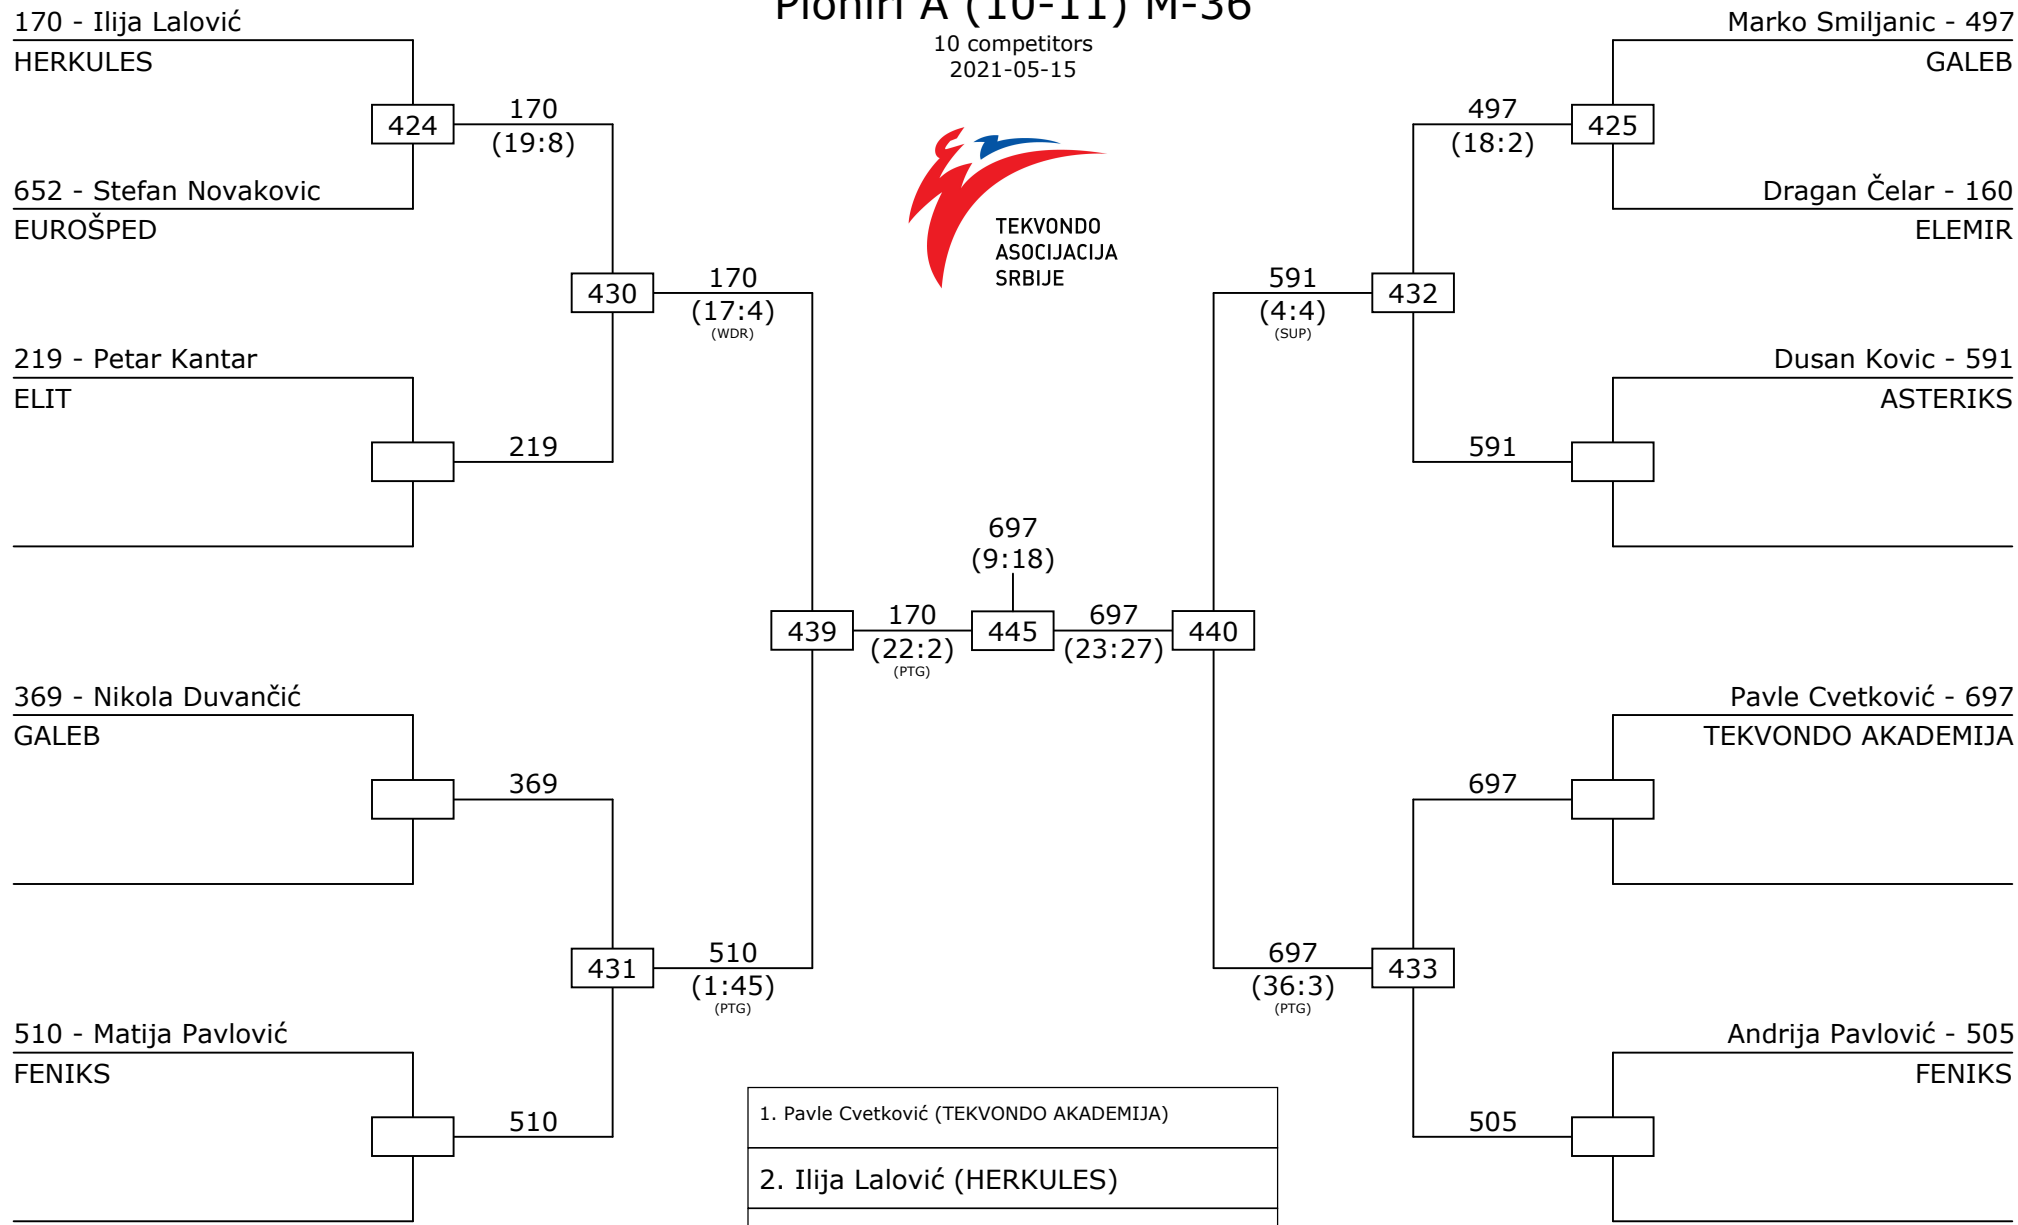 Pioniri A (10-11) M-36
10 competitors
2021-05-15
TEKVONDO
ASOCIJACIJA
SRBIJE
170 - Ilija Lalović
HERKULES
424
170
(19:8)
652 - Stefan Novakovic
EUROŠPED
430
170
(17:4)
(WDR)
219 - Petar Kantar
ELIT
219
439
170
(22:2)
(PTG)
369 - Nikola Duvančić
GALEB
369
431
510
(1:45)
(PTG)
510 - Matija Pavlović
FENIKS
510
697
(9:18)
445
Marko Smiljanic - 497
GALEB
497
(18:2)
425
Dragan Čelar - 160
ELEMIR
591
(4:4)
(SUP)
432
Dusan Kovic - 591
ASTERIKS
591
697
(23:27)
440
Pavle Cvetković - 697
TEKVONDO AKADEMIJA
697
697
(36:3)
(PTG)
433
Andrija Pavlović - 505
FENIKS
505
1. Pavle Cvetković (TEKVONDO AKADEMIJA)
2. Ilija Lalović (HERKULES)